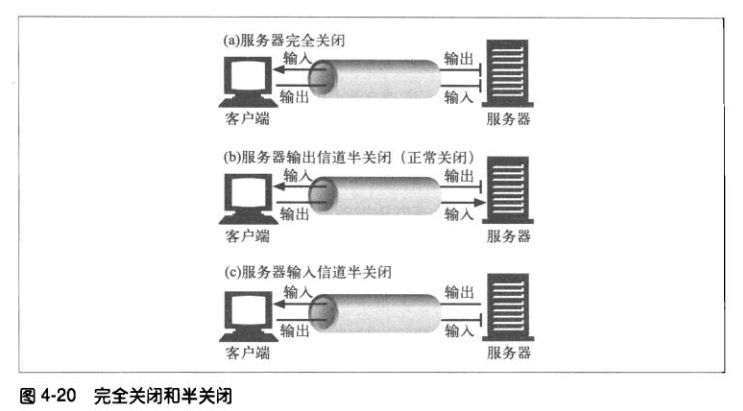 (a)服务器完全关闭
输入 输出
输出 输入
客户端 服务器
(b)服务器输出信道半关闭（正常关闭）
输入 输出
输出 输入
客户端 服务器
(c)服务器输入信道半关闭
输入 输出
输出 输入
客户端 服务器
图 4-20 完全关闭和半关闭